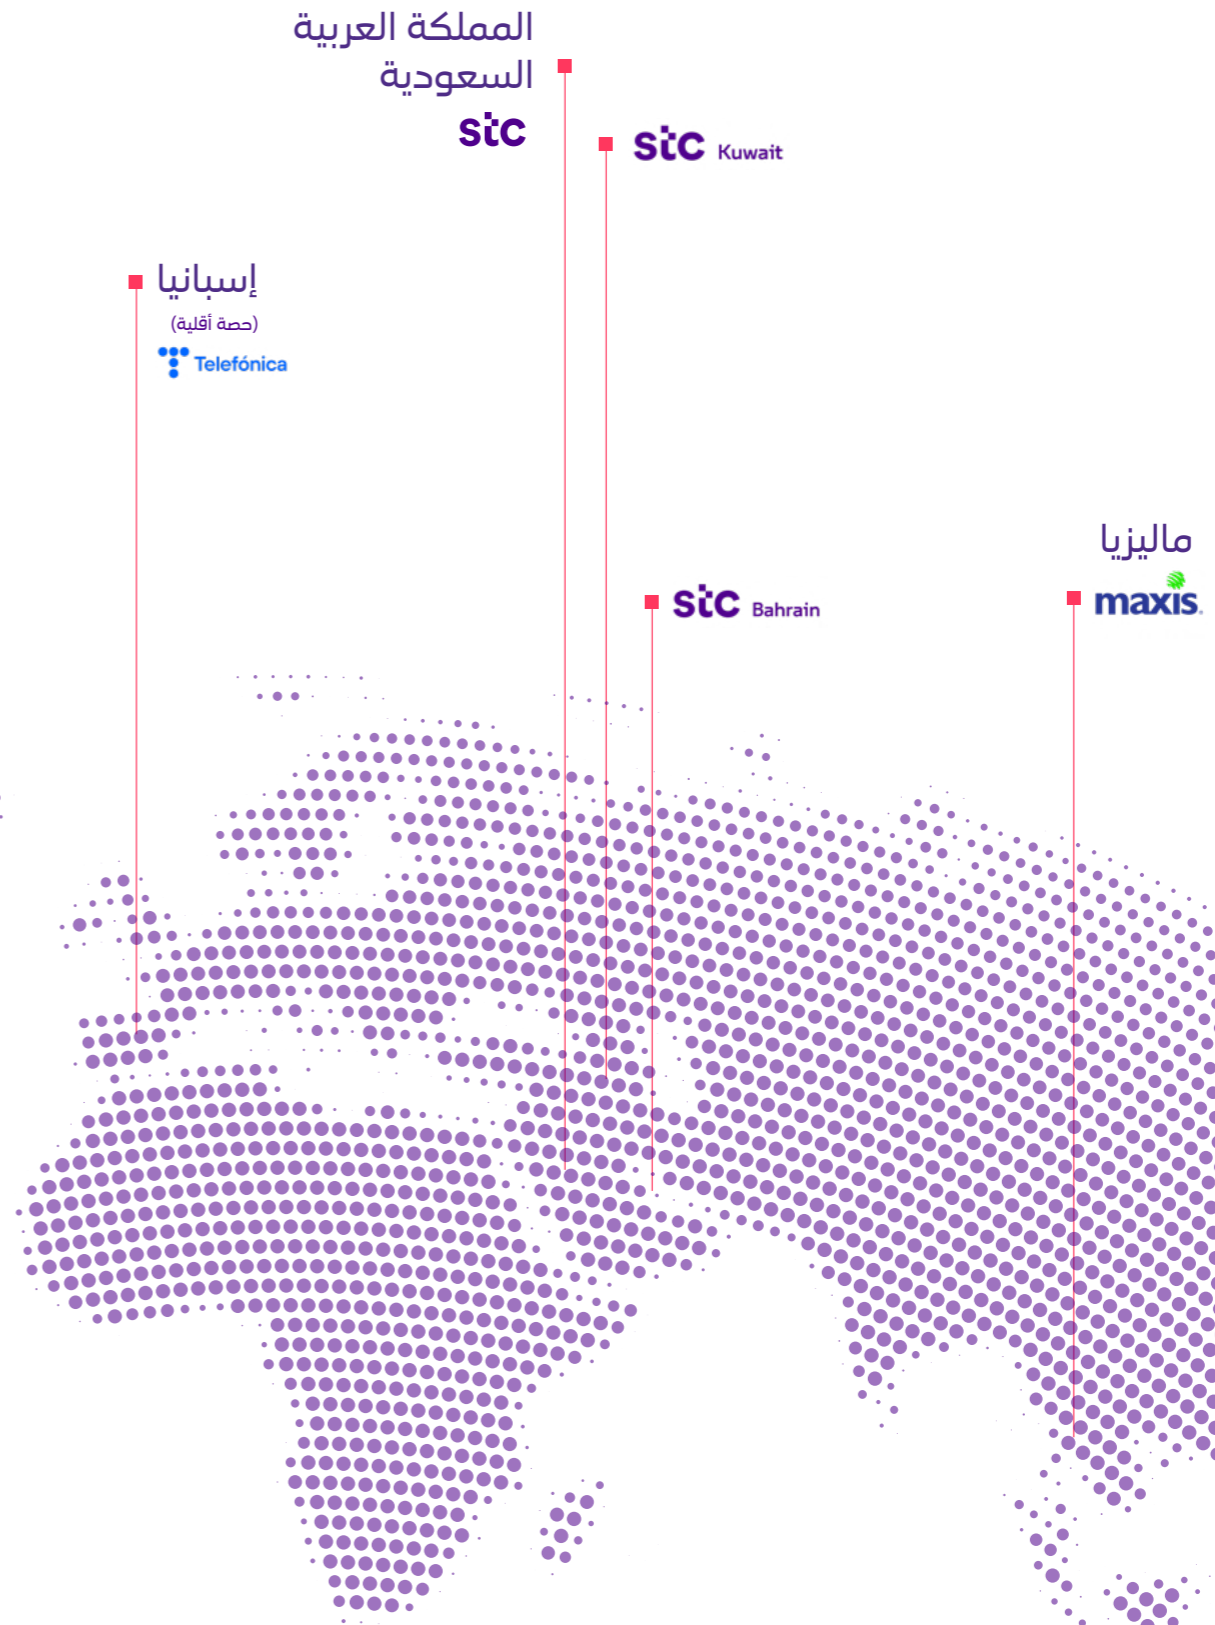 المملكة العربية
السعودية
stc
stc Kuwait
إسبانيا
(حصة أقلية)
Telefónica
ماليزيا
maxis.
stc Bahrain